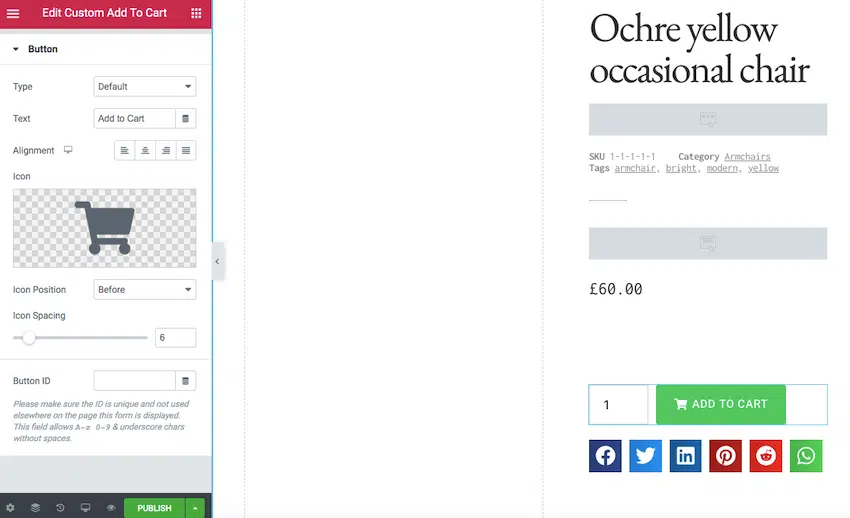 Edit Custom Add To Cart
Button
Type
Default
Text
Add to Cart
Alignment
Icon
Icon Position
Before
Icon Spacing
6
Button ID
Please make sure the ID is unique and not used
elsewhere on the page this form is displayed.
This field allows A-z 0-9 & underscore chars
without spaces.
PUBLISH
Ochre yellow
occasional chair
SKU 1-1-1-1-1 Category Armchairs
Tags armchair, bright, modern, yellow
£60.00
1
ADD TO CART